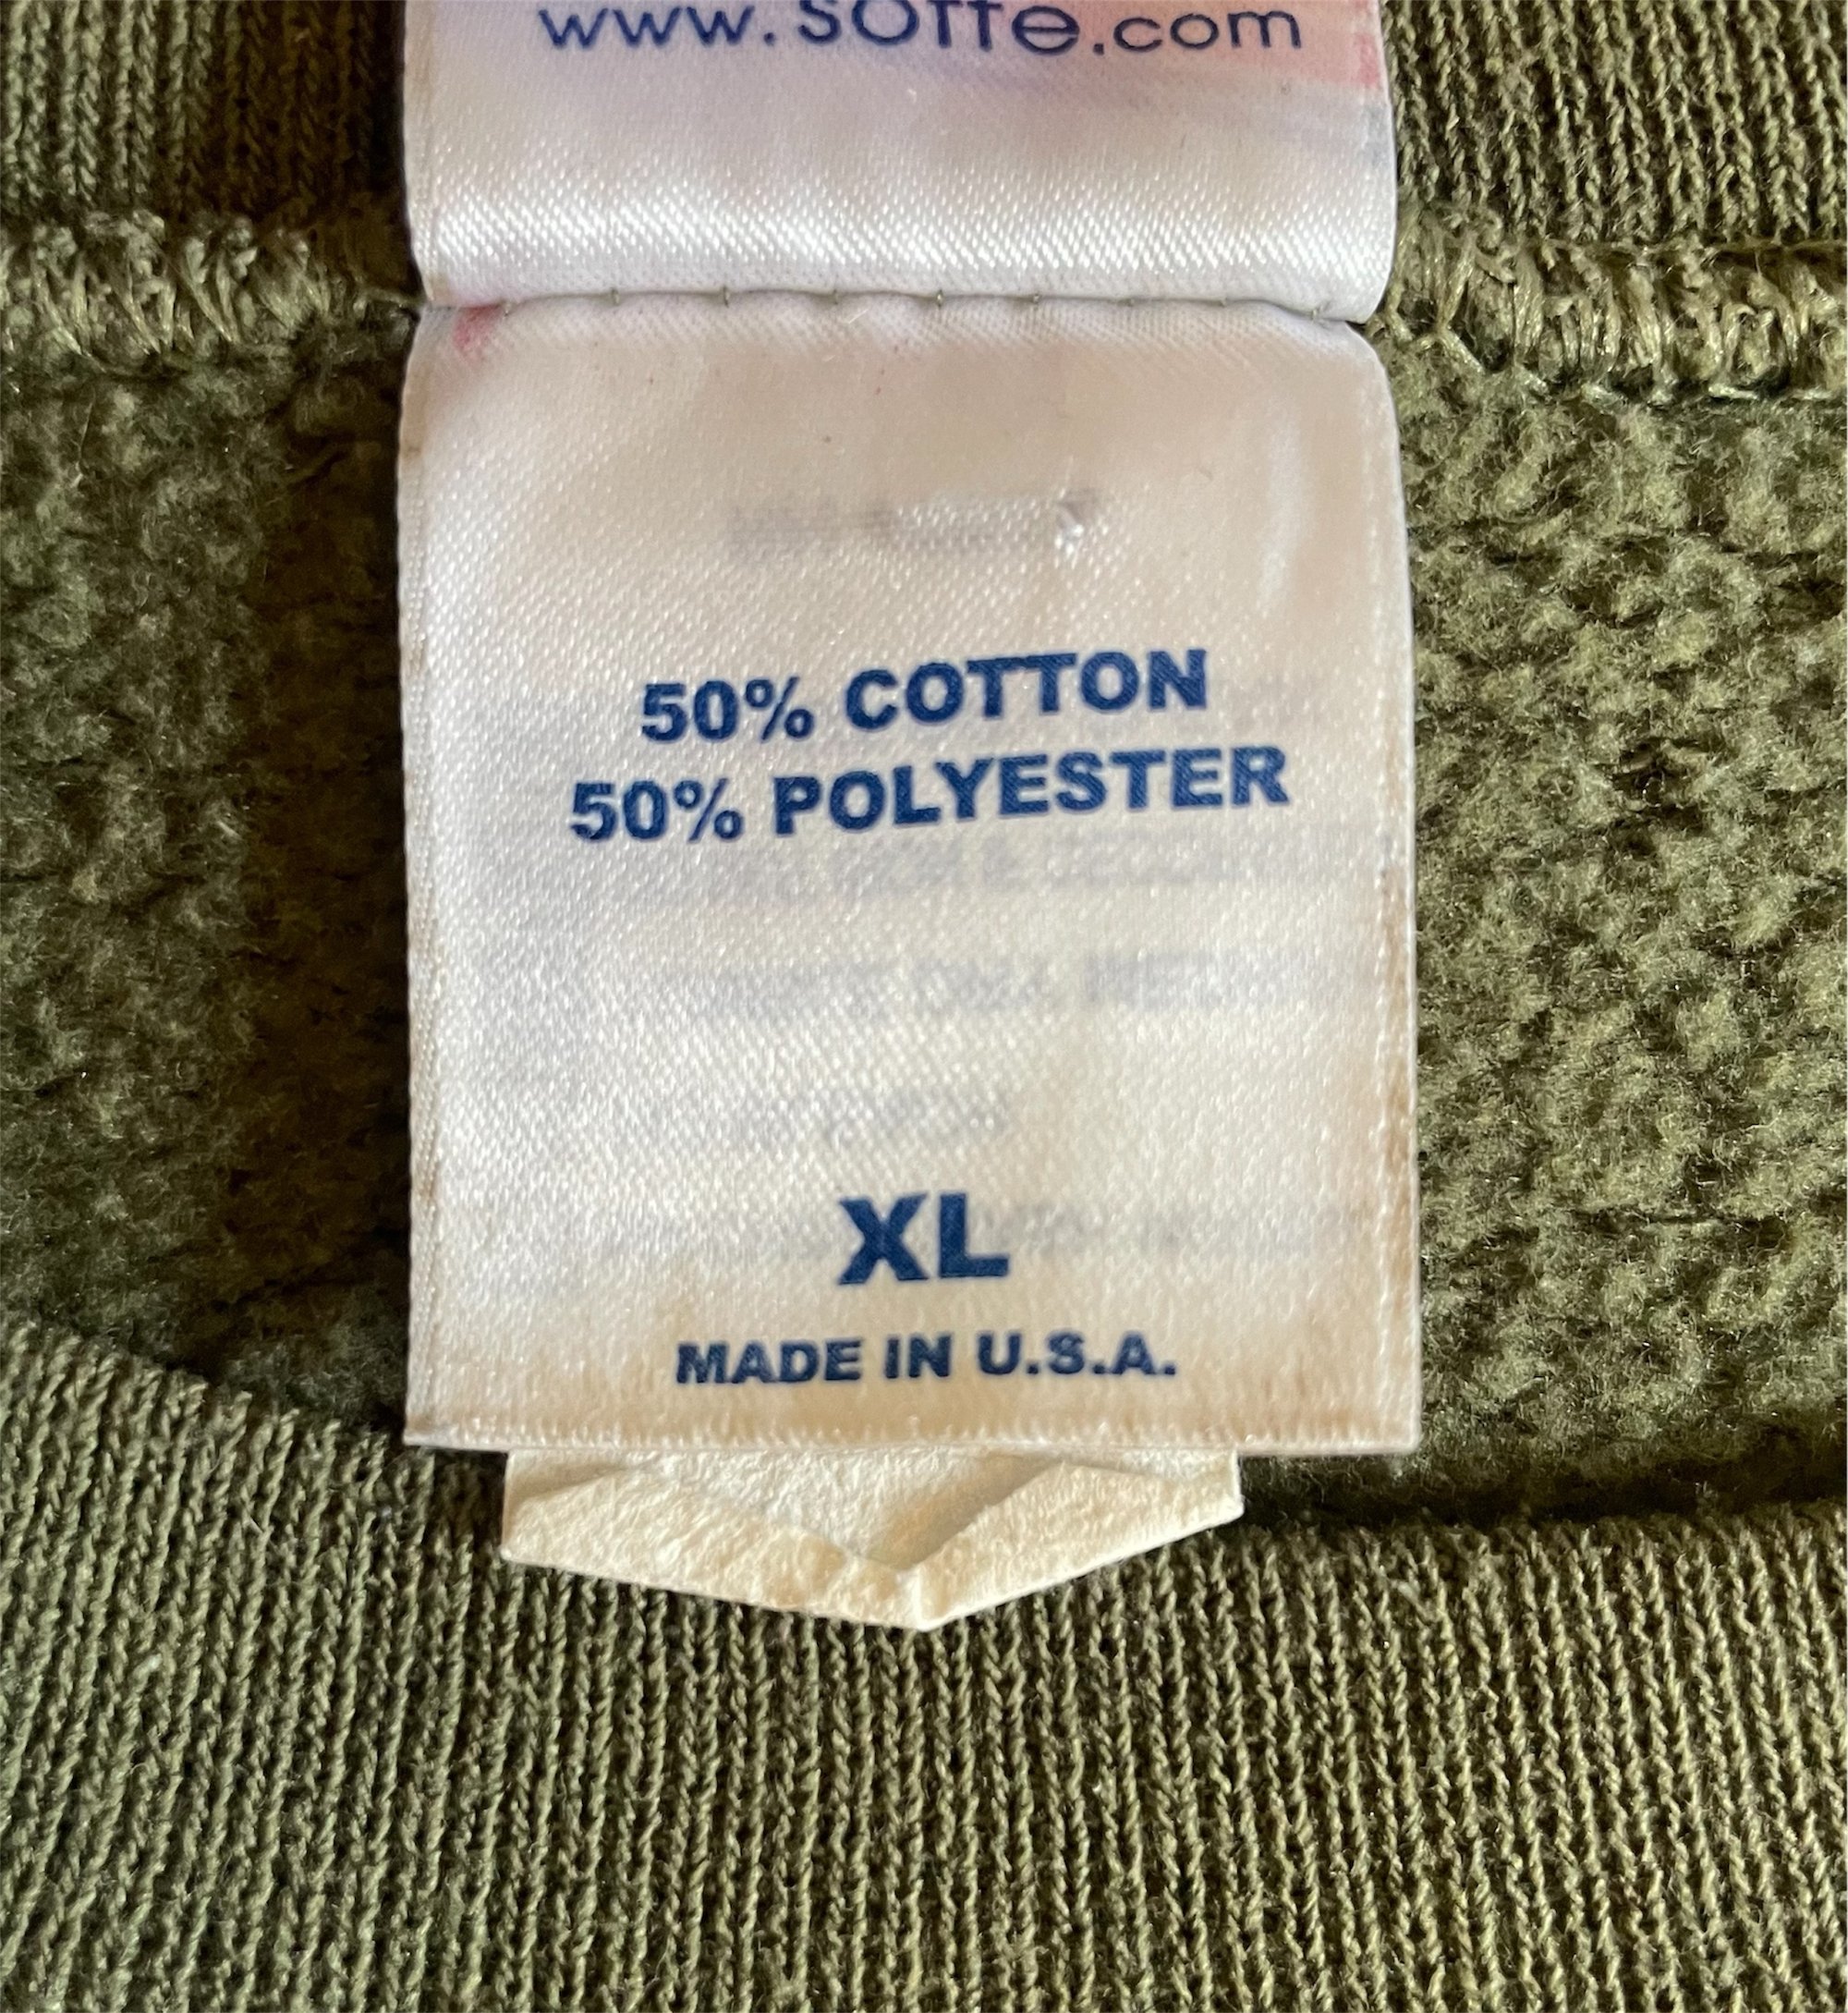 www.soffe.com
50% COTTON
50% POLYESTER
XL
MADE IN U.S.A.